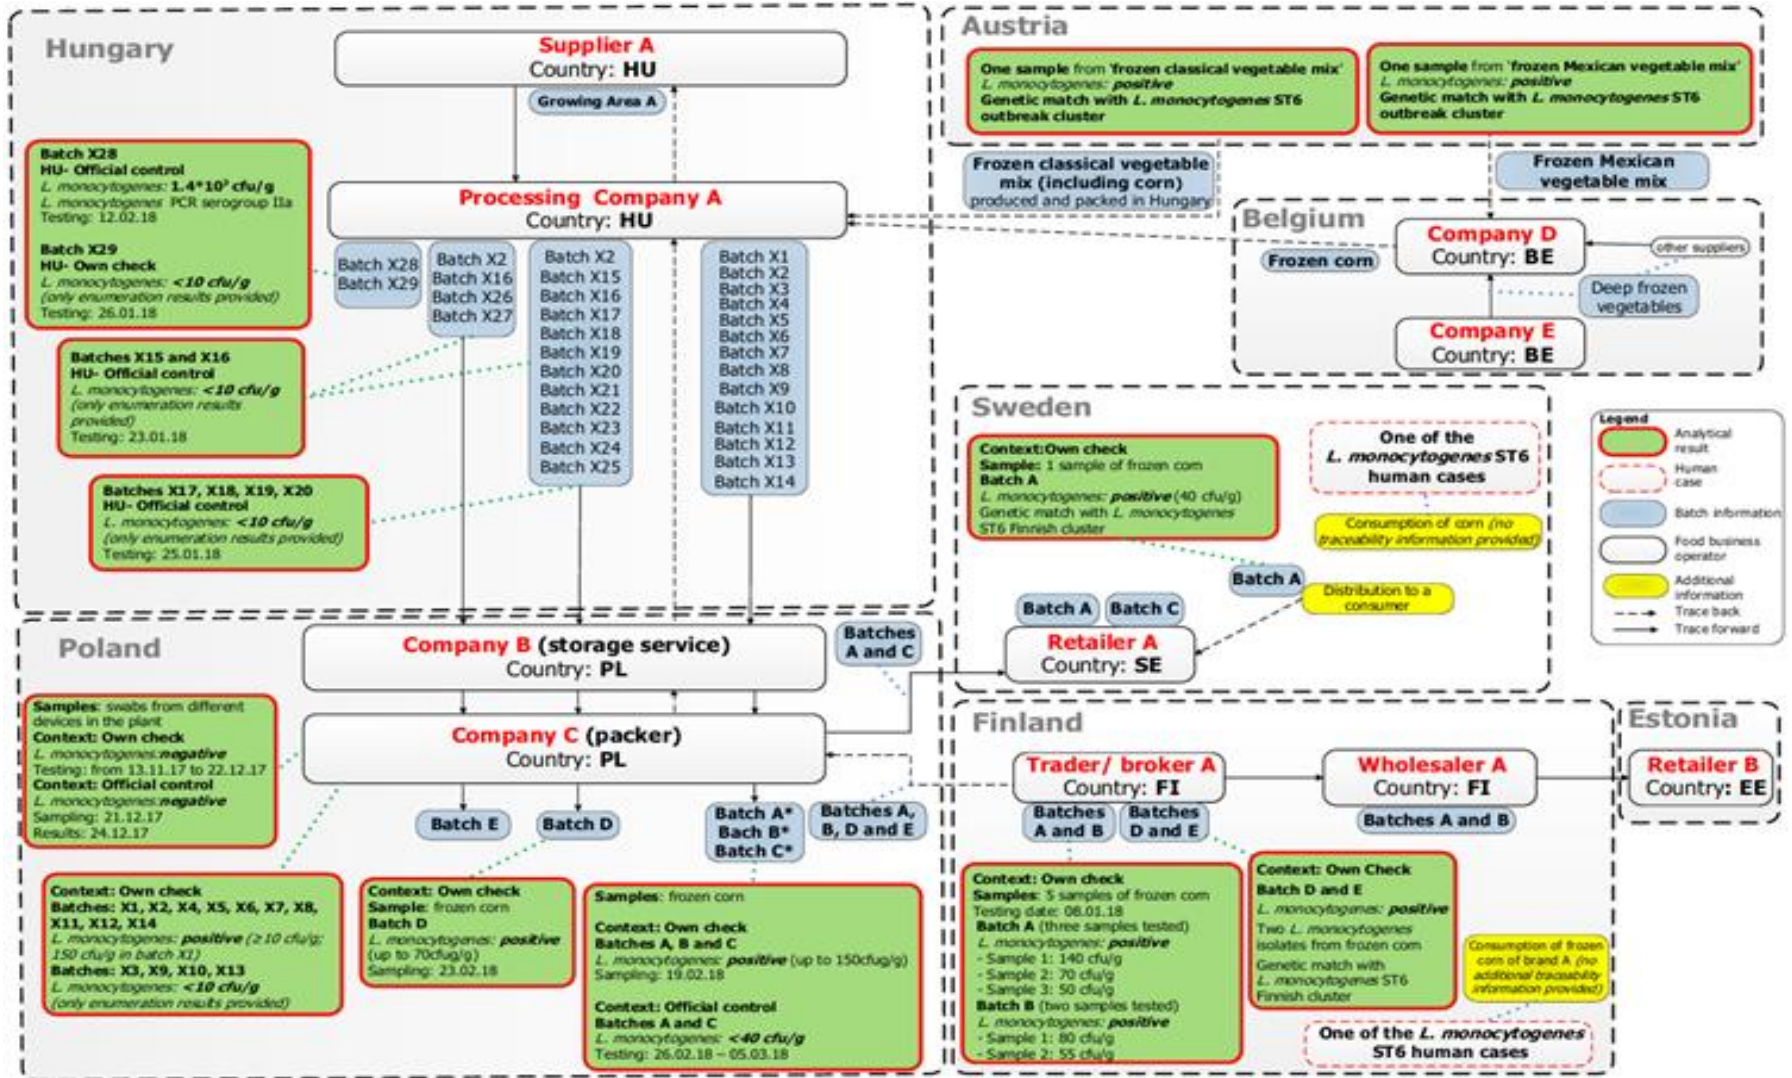 Hungary
Supplier A
Country: HU
Growing Area A
Batch X28
HU- Official control
L. monocytogenes: 1.4*10³ cfu/g
L. monocytogenes PCR serogroup IIa
Testing: 12.02.18
Batch X29
HU- Own check
L. monocytogenes: <10 cfu/g
(only enumeration results provided)
Testing: 26.01.18
Processing Company A
Country: HU
Batch X28
Batch X29
Batch X2
Batch X16
Batch X26
Batch X27
Batch X2
Batch X15
Batch X16
Batch X17
Batch X18
Batch X19
Batch X20
Batch X21
Batch X22
Batch X23
Batch X24
Batch X25
Batch X1
Batch X2
Batch X3
Batch X4
Batch X5
Batch X6
Batch X7
Batch X8
Batch X9
Batch X10
Batch X11
Batch X12
Batch X13
Batch X14
Batches X15 and X16
HU- Official control
L. monocytogenes: <10 cfu/g
(only enumeration results
provided)
Testing: 23.01.18
Batches X17, X18, X19, X20
HU- Official control
L. monocytogenes: <10 cfu/g
(only enumeration results provided)
Testing: 25.01.18
Austria
One sample from 'frozen classical vegetable mix'
L. monocytogenes: positive
Genetic match with L. monocytogenes ST6
outbreak cluster
One sample from 'frozen Mexican vegetable mix'
L. monocytogenes: positive
Genetic match with L. monocytogenes ST6
outbreak cluster
Frozen classical vegetable
mix (including corn)
produced and packed in Hungary
Frozen Mexican
vegetable mix
Belgium
Company D
Country: BE
other suppliers
Frozen corn
Deep frozen
vegetables
Company E
Country: BE
Sweden
Context:Own check
Sample: 1 sample of frozen corn
Batch A
L. monocytogenes: positive (40 cfu/g)
Genetic match with L. monocytogenes
ST6 Finnish cluster
One of the
L. monocytogenes ST6
human cases
Consumption of corn (no
traceability information provided)
Batch A
Distribution to a
consumer
Batch A
Batch C
Retailer A
Country: SE
Legend
Analytical
result
Human
case
Batch information
Food business
operator
Additional
information
Trace back
Trace forward
Poland
Company B (storage service)
Country: PL
Batches
A and C
Company C (packer)
Country: PL
Samples: swabs from different
devices in the plant
Context: Own check
L. monocytogenes:negative
Testing: from 13.11.17 to 22.12.17
Context: Official control
L. monocytogenes:negative
Sampling: 21.12.17
Results: 24.12.17
Batch E
Batch D
Batch A*
Bach B*
Batch C*
Batches A,
B, D and E
Context: Own check
Batches: X1, X2, X4, X5, X6, X7, X8,
X11, X12, X14
L. monocytogenes: positive (≥10 cfu/g;
150 cfu/g in batch X1)
Batches: X3, X9, X10, X13
L. monocytogenes: <10 cfu/g
(only enumeration results provided)
Context: Own check
Sample: frozen corn
Batch D
L. monocytogenes: positive
(up to 70cfug/g)
Sampling: 23.02.18
Samples: frozen corn
Context: Own check
Batches A, B and C
L. monocytogenes: positive (up to 150cfug/g)
Sampling: 19.02.18
Context: Official control
Batches A and C
L. monocytogenes: <40 cfu/g
Testing: 26.02.18 – 05.03.18
Finland
Trader/ broker A
Country: FI
Batches
A and B
Batches
D and E
Wholesaler A
Country: FI
Batches A and B
Estonia
Retailer B
Country: EE
Context: Own check
Samples: 5 samples of frozen corn
Testing date: 08.01.18
Batch A (three samples tested)
L. monocytogenes: positive
- Sample 1: 140 cfu/g
- Sample 2: 70 cfu/g
- Sample 3: 50 cfu/g
Batch B (two samples tested)
L. monocytogenes: positive
- Sample 1: 80 cfu/g
- Sample 2: 55 cfu/g
Context: Own Check
Batch D and E
L. monocytogenes: positive
Two L. monocytogenes
isolates from frozen corn
Genetic match with
L. monocytogenes ST6
Finnish cluster
Consumption of frozen
corn of brand A (no
additional traceability
information provided)
One of the L. monocytogenes
ST6 human cases